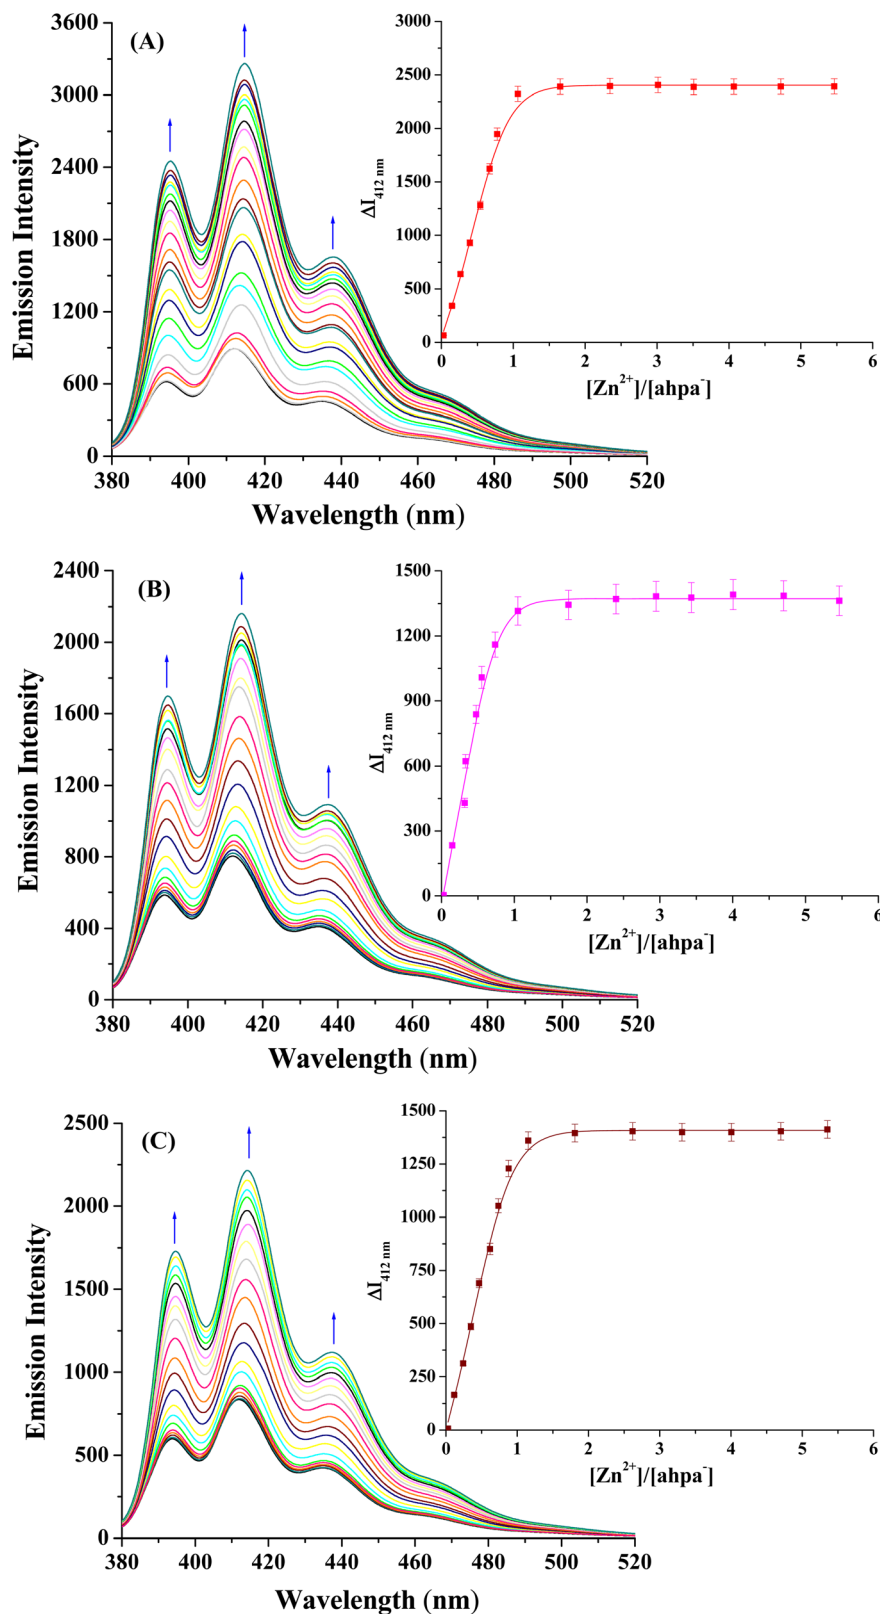 (A)
Emission Intensity
3600
3000
2400
1800
1200
600
0
380 400 420 440 460 480 500 520
Wavelength (nm)
ΔI412 nm
3000
2500
2000
1500
1000
500
0
0 1 2 3 4 5 6
[Zn²⁺]/[ahpa⁻]
(B)
Emission Intensity
2400
2000
1600
1200
800
400
0
380 400 420 440 460 480 500 520
Wavelength (nm)
ΔI412 nm
1500
1200
900
600
300
0
0 1 2 3 4 5 6
[Zn²⁺]/[ahpa⁻]
(C)
Emission Intensity
2500
2000
1500
1000
500
0
380 400 420 440 460 480 500 520
Wavelength (nm)
ΔI412 nm
1500
1250
1000
750
500
250
0
0 1 2 3 4 5 6
[Zn²⁺]/[ahpa⁻]